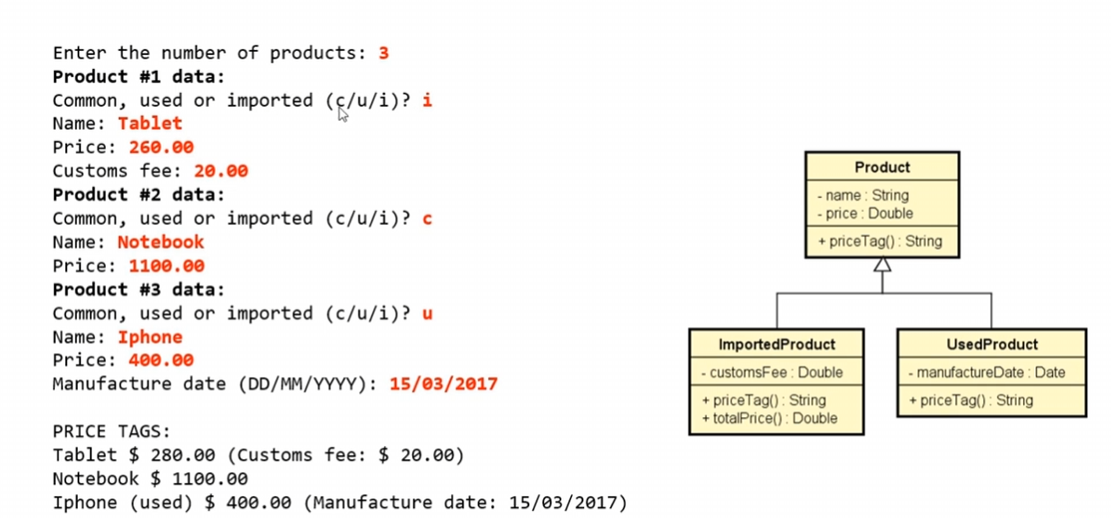 Enter the number of products: 3
Product #1 data:
Common, used or imported (c/u/i)? i
Name: Tablet
Price: 260.00
Customs fee: 20.00
Product #2 data:
Common, used or imported (c/u/i)? c
Name: Notebook
Price: 1100.00
Product #3 data:
Common, used or imported (c/u/i)? u
Name: Iphone
Price: 400.00
Manufacture date (DD/MM/YYYY): 15/03/2017
PRICE TAGS:
Tablet $ 280.00 (Customs fee: $ 20.00)
Notebook $ 1100.00
Iphone (used) $ 400.00 (Manufacture date: 15/03/2017)
Product
- name : String
- price : Double
+ priceTag() : String
ImportedProduct
- customsFee : Double
+ priceTag() : String
+ totalPrice() : Double
UsedProduct
- manufactureDate : Date
+ priceTag() : String